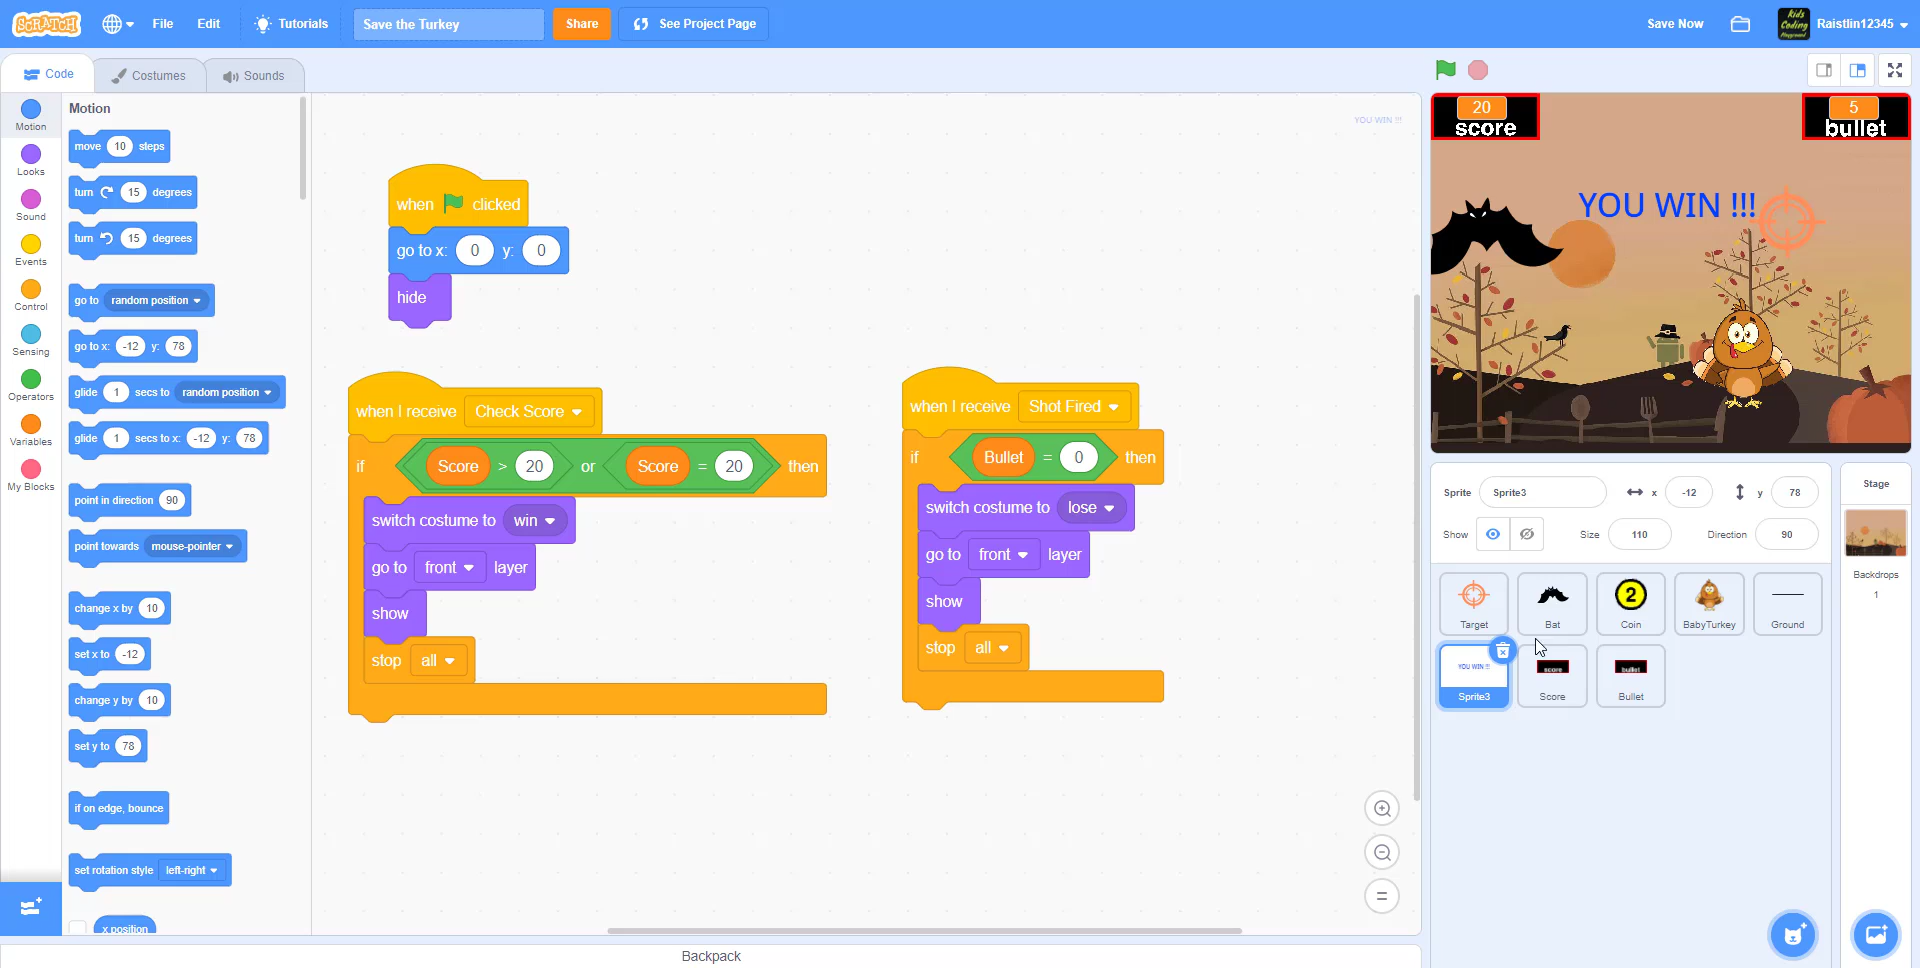 SCRATCH
File
Edit
Tutorials
Save the Turkey
Share
See Project Page
Save Now
Kids
Coding
Playground
Raistlin12345
Code
Costumes
Sounds
Motion
Looks
Sound
Events
Control
Sensing
Operators
Variables
My Blocks
Motion
move 10 steps
turn 15 degrees
turn 15 degrees
go to random position
go to x: -12 y: 78
glide 1 secs to random position
glide 1 secs to x: -12 y: 78
point in direction 90
point towards mouse-pointer
change x by 10
set x to -12
change y by 10
set y to 78
if on edge, bounce
set rotation style left-right
x position
YOU WIN !!!
when clicked
go to x: 0 y: 0
hide
when I receive Check Score
if Score > 20 or Score = 20 then
switch costume to win
go to front layer
show
stop all
when I receive Shot Fired
if Bullet = 0 then
switch costume to lose
go to front layer
show
stop all
Backpack
20
score
5
bullet
YOU WIN !!!
Sprite Sprite3 x -12 y 78
Show Size 110 Direction 90
Target
Bat
2
Coin
BabyTurkey
Ground
YOU WIN !!!
Sprite3
score
Score
bullet
Bullet
Stage
Backdrops
1